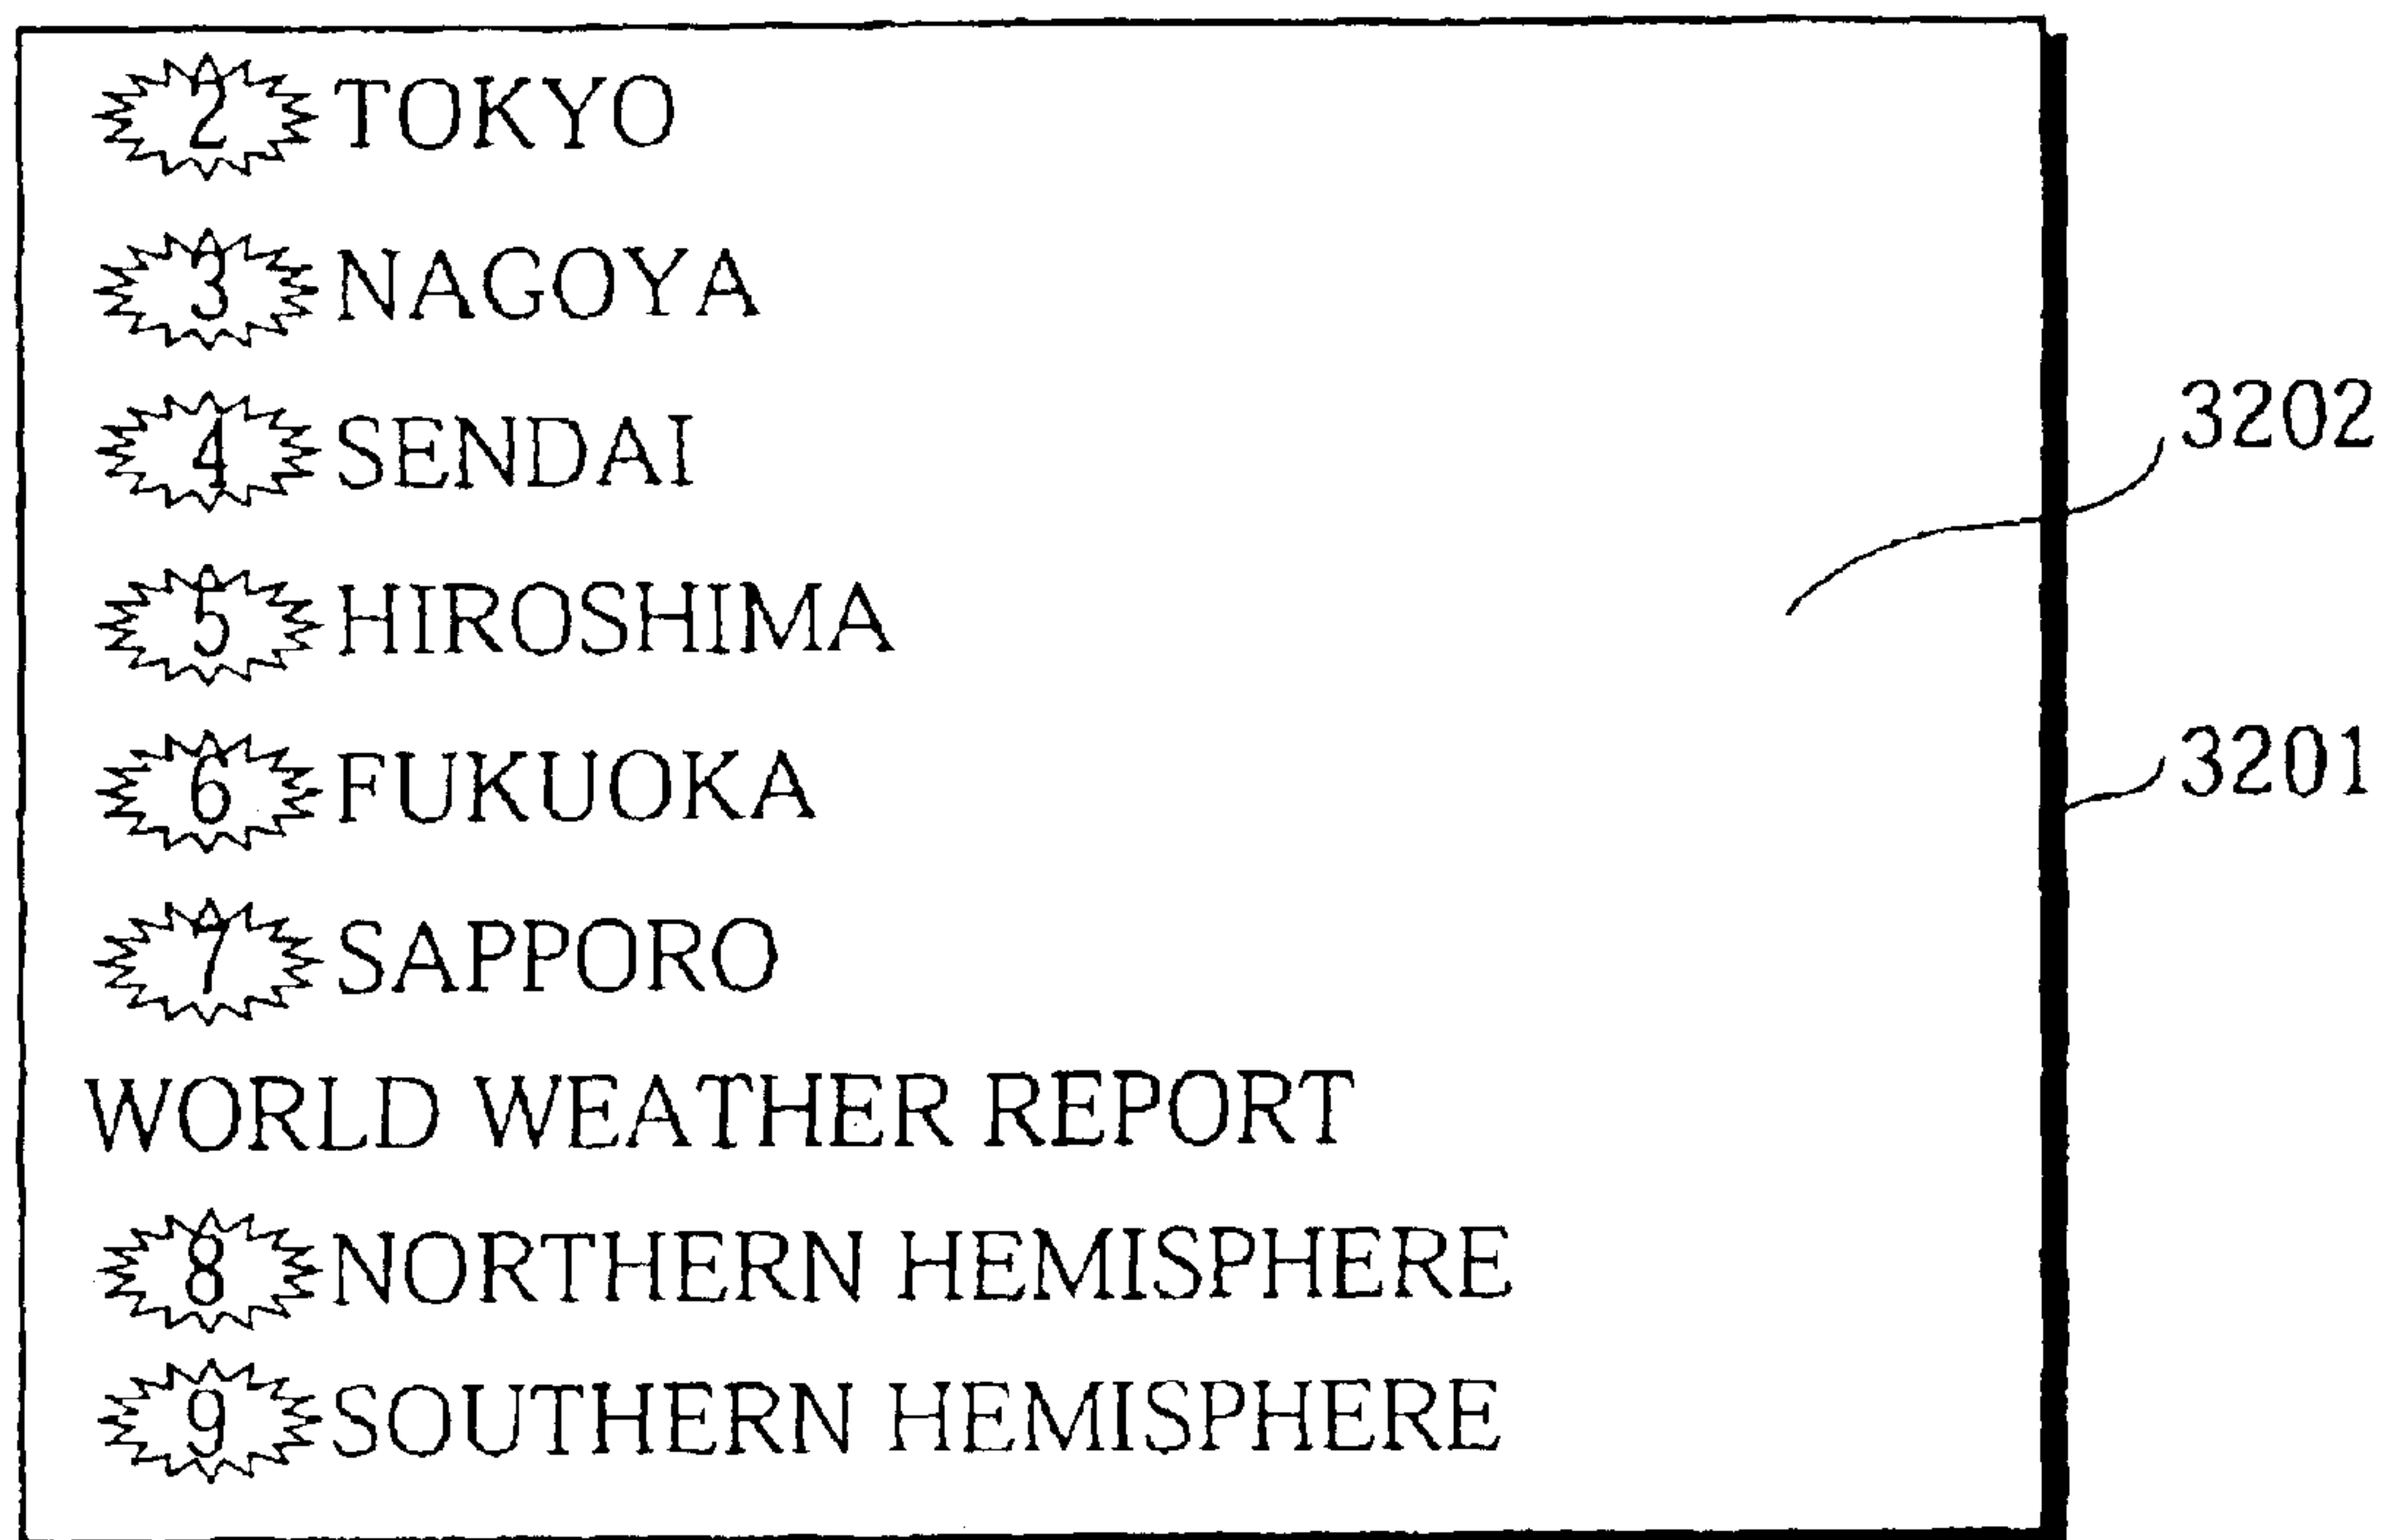 2 TOKYO
3 NAGOYA
4 SENDAI
3202
5 HIROSHIMA
6 FUKUOKA
3201
7 SAPPORO
WORLD WEATHER REPORT
8 NORTHERN HEMISPHERE
9 SOUTHERN HEMISPHERE